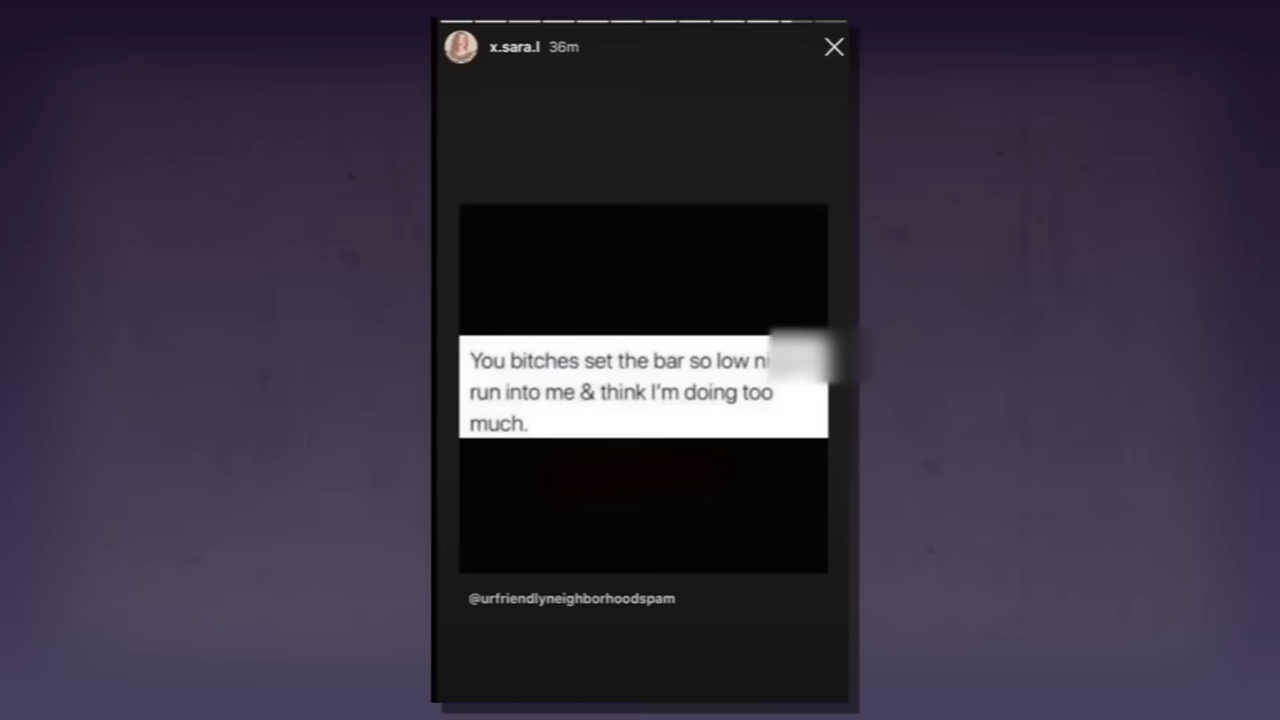 x.sara.l 36m
You bitches set the bar so low
run into me & think I'm doing too
much.
@urfriendlyneighborhoodspam